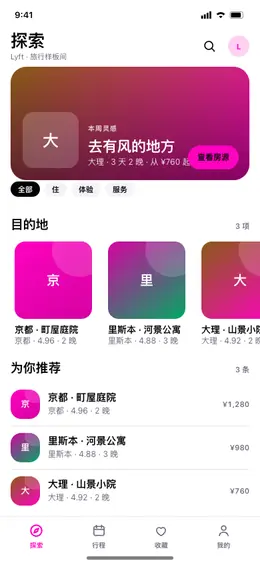 9:41
探索
Lyft · 旅行样板间
L
大
本周灵感
去有风的地方
大理 · 3 天 2 晚 · 从 ¥760 起
查看房源
全部
住
体验
服务
目的地
3 项
京
里
大
京都 · 町屋庭院
里斯本 · 河景公寓
大理 · 山景小院
京都 · 4.96 · 2 晚
里斯本 · 4.88 · 3 晚
大理 · 4.92 · 2 晚
为你推荐
3 条
京
京都 · 町屋庭院
京都 · 4.96 · 2 晚
¥1,280
里
里斯本 · 河景公寓
里斯本 · 4.88 · 3 晚
¥980
大
大理 · 山景小院
大理 · 4.92 · 2 晚
¥760
探索
行程
收藏
我的